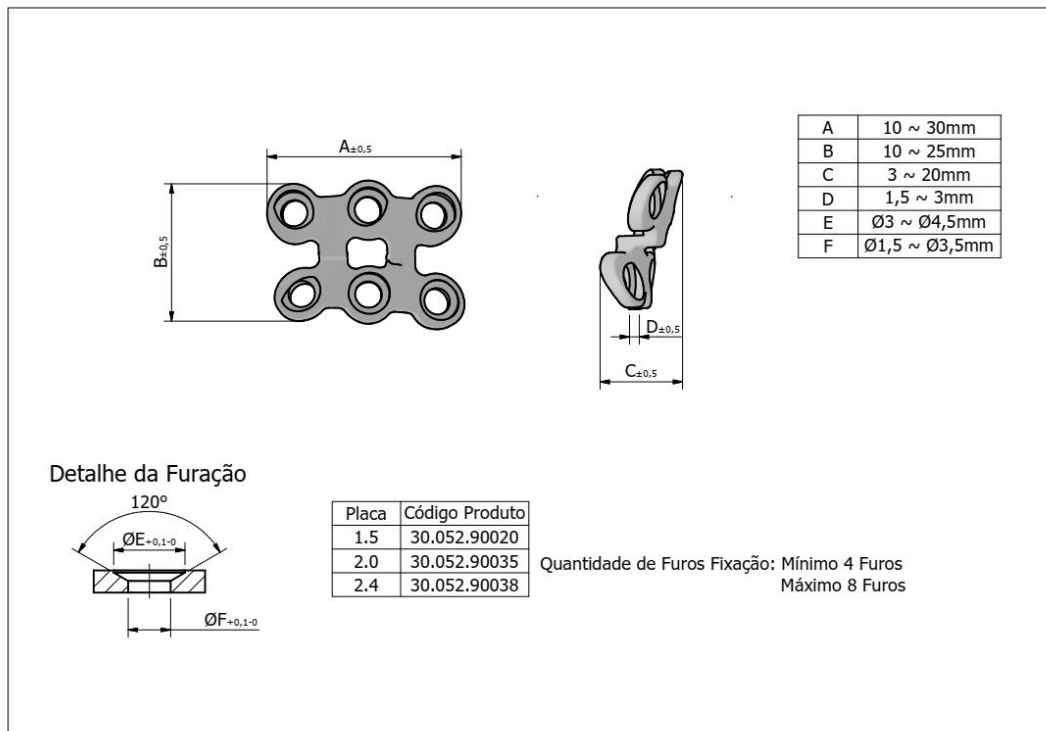 A±0,5
B±0,5
D±0,5
C±0,5
A 10 ~ 30mm
B 10 ~ 25mm
C 3 ~ 20mm
D 1,5 ~ 3mm
E Ø3 ~ Ø4,5mm
F Ø1,5 ~ Ø3,5mm
Detalhe da Furação
120°
ØE+0,1-0
ØF+0,1-0
Placa Código Produto
1.5 30.052.90020
2.0 30.052.90035
2.4 30.052.90038
Quantidade de Furos Fixação: Mínimo 4 Furos
Máximo 8 Furos